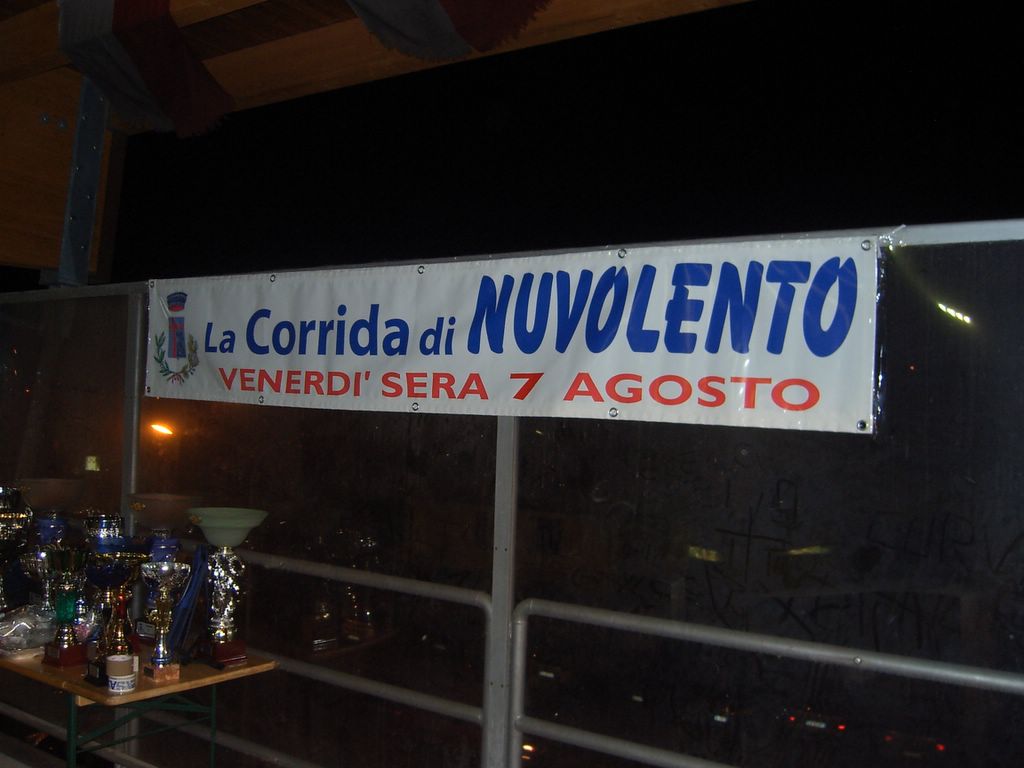 La Corrida di NUVOLENTO
VENERDI' SERA 7 AGOSTO